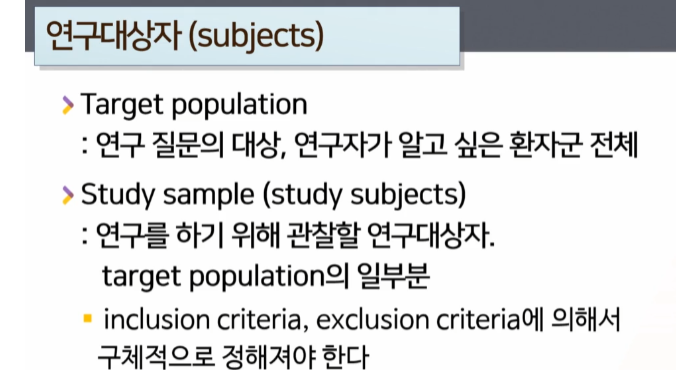 연구대상자 (subjects)
Target population
: 연구 질문의 대상, 연구자가 알고 싶은 환자군 전체
Study sample (study subjects)
: 연구를 하기 위해 관찰할 연구대상자.
target population의 일부분
inclusion criteria, exclusion criteria에 의해서
구체적으로 정해져야 한다